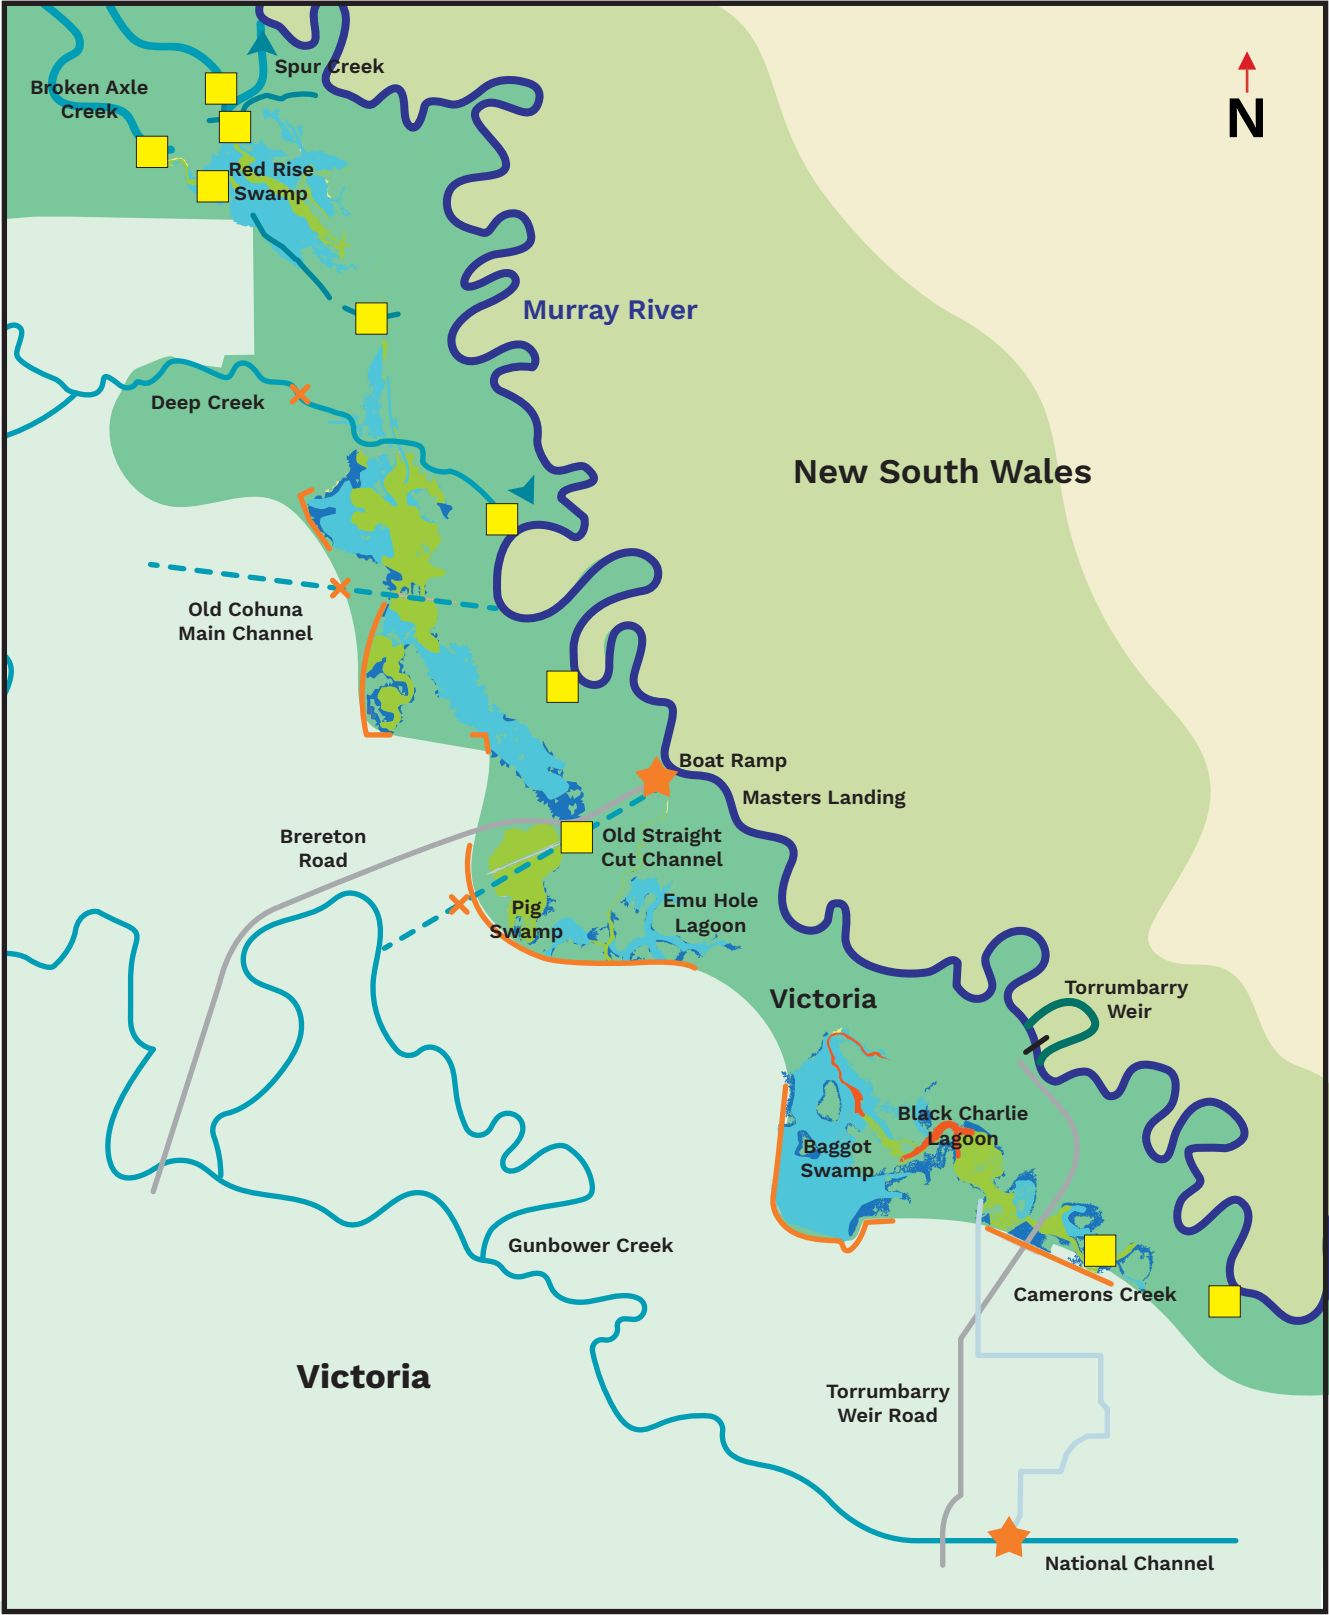 Spur Creek
Broken Axle
Creek
N
Red Rise
Swamp
Murray River
Deep Creek
New South Wales
Old Cohuna
Main Channel
Boat Ramp
Masters Landing
Brereton
Road
Old Straight
Cut Channel
Pig
Swamp
Emu Hole
Lagoon
Victoria
Torrumbarry
Weir
Black Charlie
Lagoon
Baggot
Swamp
Gunbower Creek
Camerons Creek
Victoria
Torrumbarry
Weir Road
National Channel